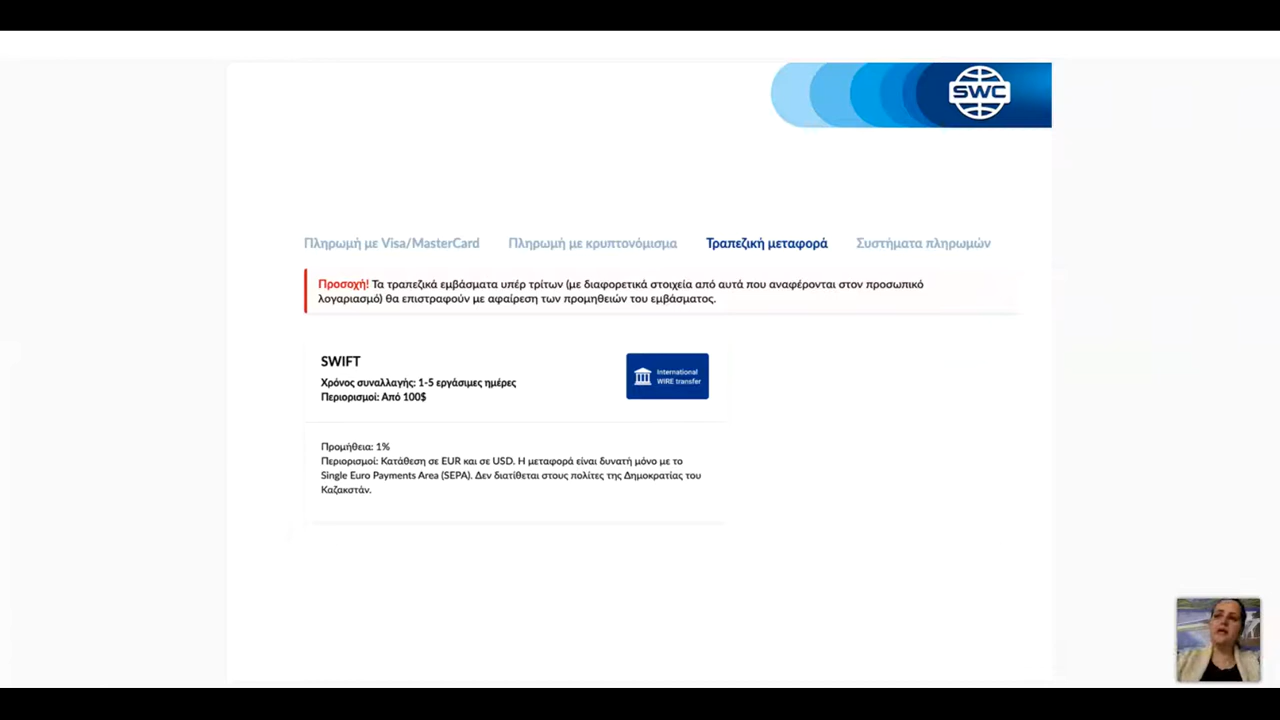 SWC
Πληρωμή με Visa/MasterCard
Πληρωμή με κρυπτονόμισμα
Τραπεζική μεταφορά
Συστήματα πληρωμών
Προσοχή! Τα τραπεζικά εμβάσματα υπέρ τρίτων (με διαφορετικά στοιχεία από αυτά που αναφέρονται στον προσωπικό
λογαριασμό) θα επιστραφούν με αφαίρεση των προμηθειών του εμβάσματος.
SWIFT
Χρόνος συναλλαγής: 1-5 εργάσιμες ημέρες
Περιορισμοί: Από 100$
International
WIRE transfer
Προμήθεια: 1%
Περιορισμοί: Κατάθεση σε EUR και σε USD. Η μεταφορά είναι δυνατή μόνο με το
Single Euro Payments Area (SEPA). Δεν διατίθεται στους πολίτες της Δημοκρατίας του
Καζακστάν.